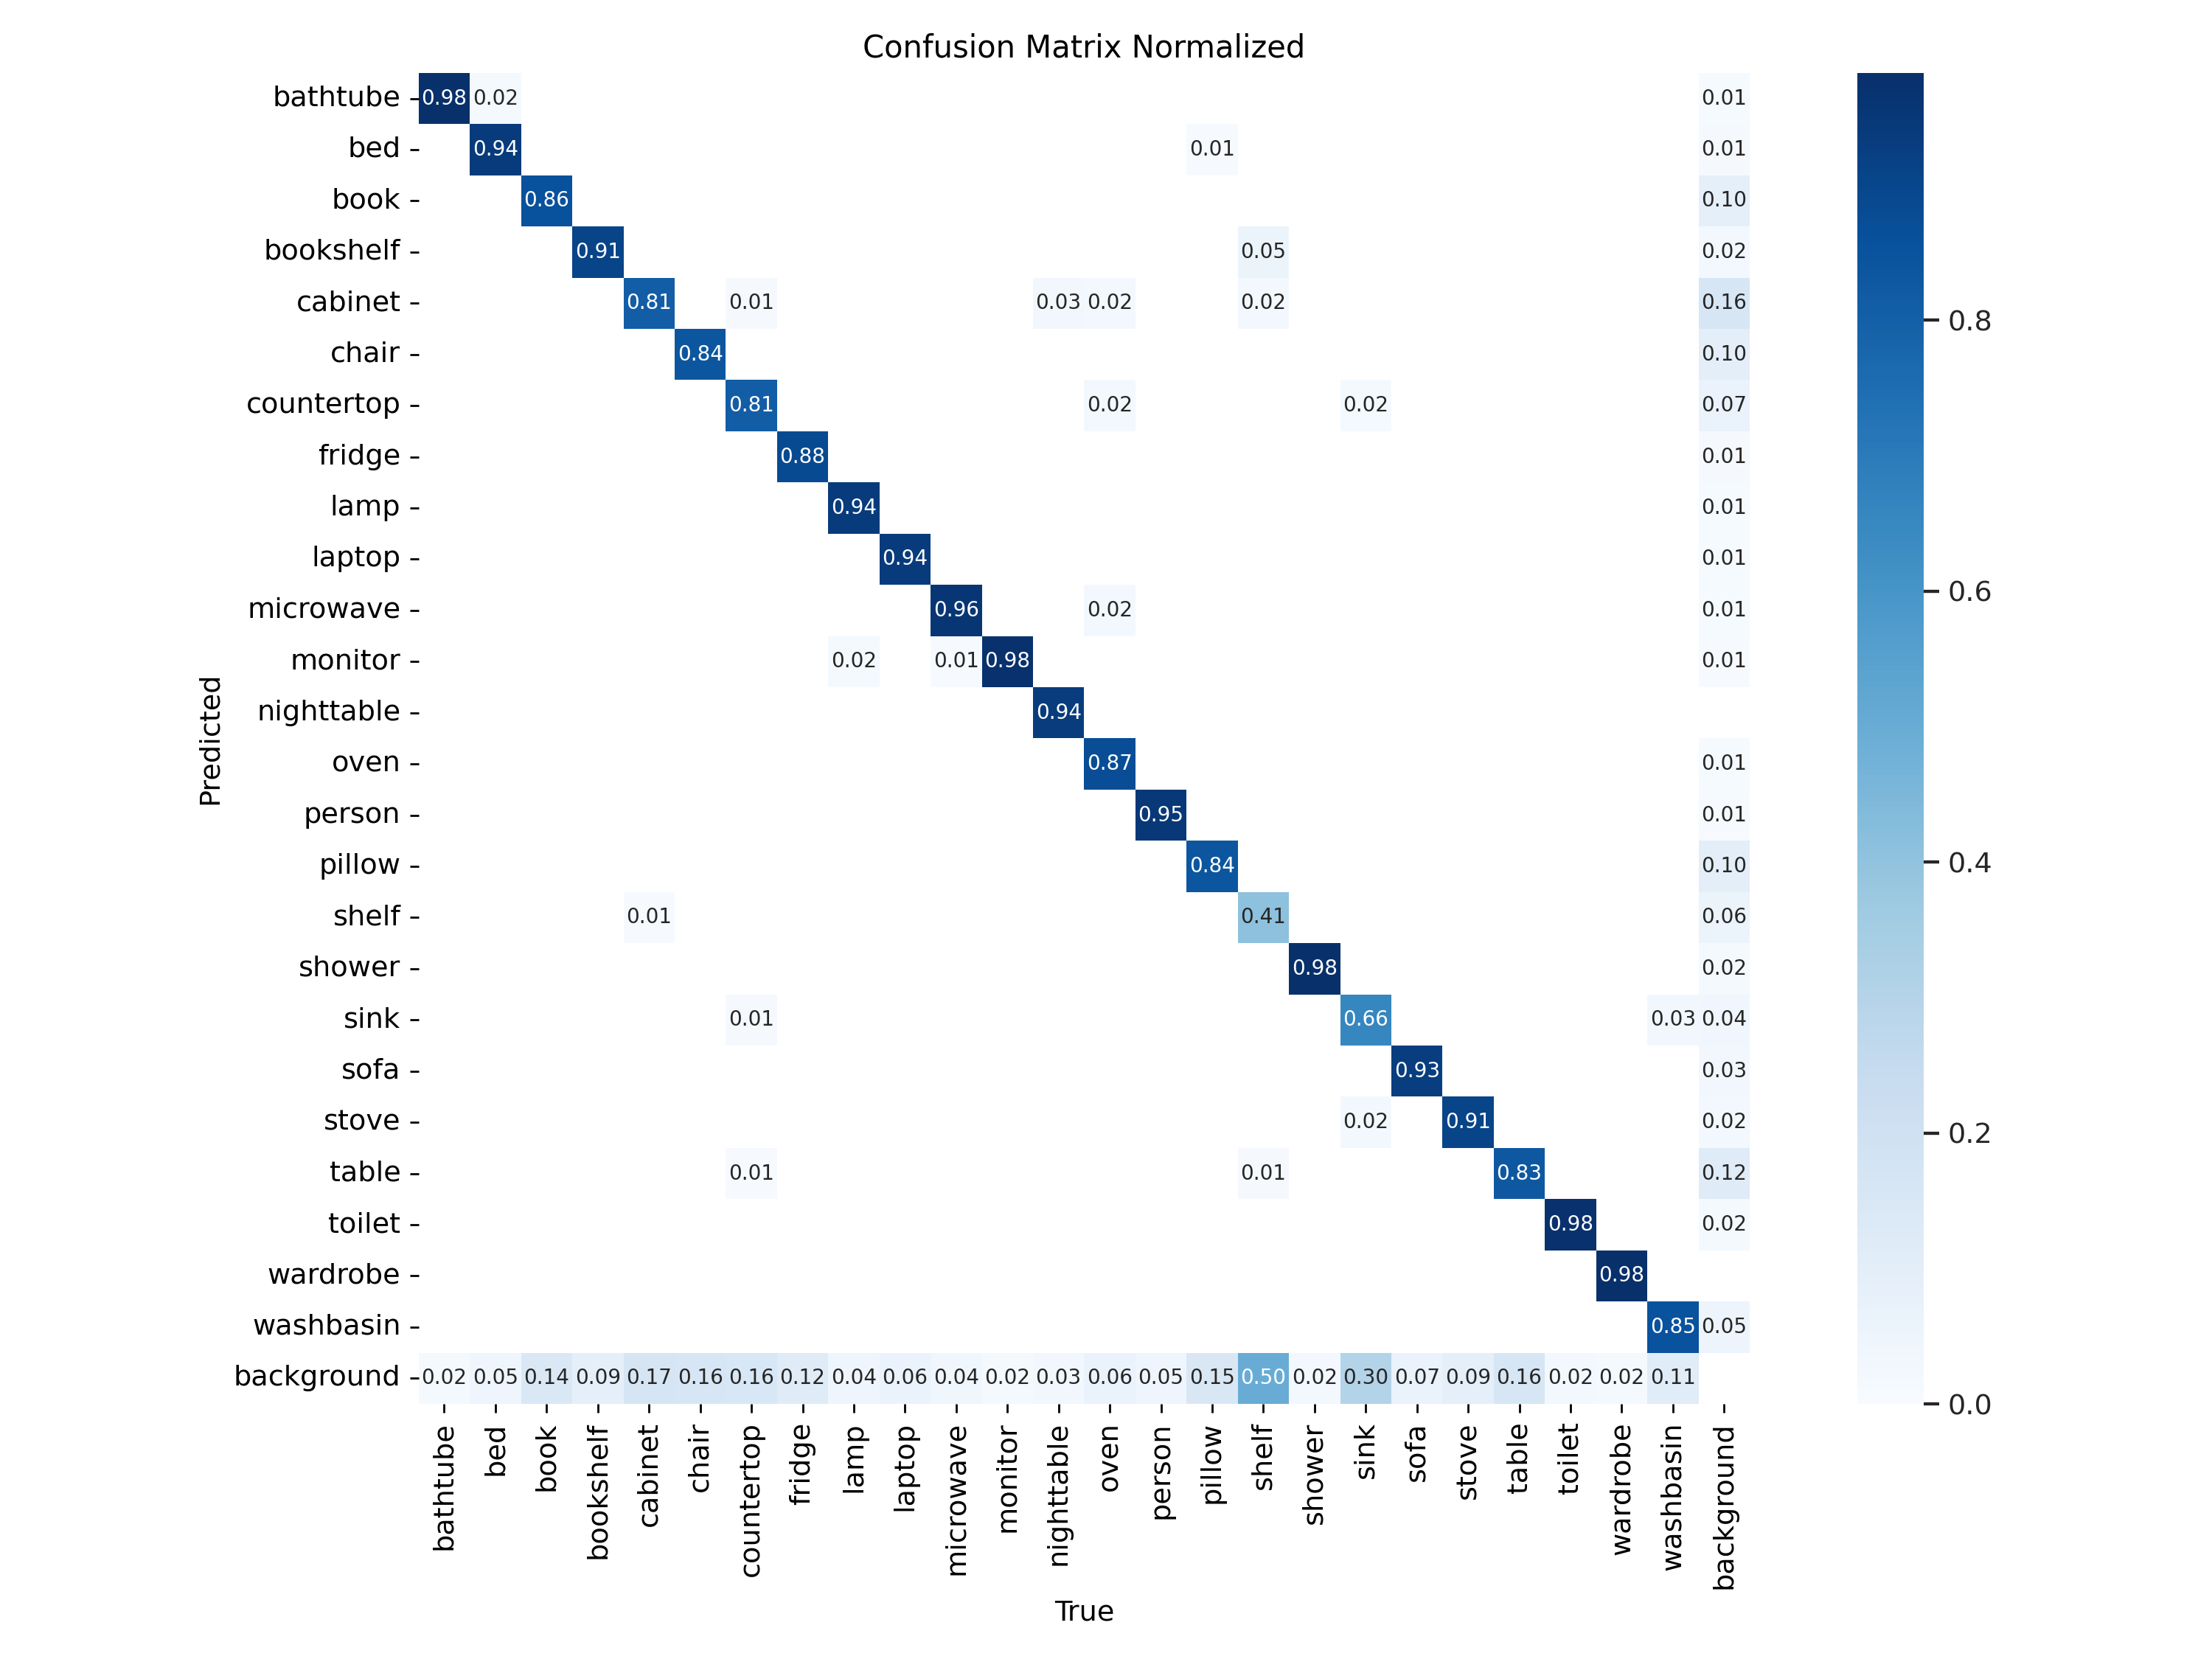 Confusion Matrix Normalized
bathtube 0.98 0.02 0.01
bed 0.94 0.01 0.01
book 0.86 0.10
bookshelf 0.91 0.05 0.02
cabinet 0.81 0.01 0.03 0.02 0.02 0.16
chair 0.84 0.10
countertop 0.81 0.02 0.02 0.07
fridge 0.88 0.01
lamp 0.94 0.01
laptop 0.94 0.01
microwave 0.96 0.02 0.01
monitor 0.02 0.01 0.98 0.01
nighttable 0.94
oven 0.87 0.01
person 0.95 0.01
pillow 0.84 0.10
shelf 0.01 0.41 0.06
shower 0.98 0.02
sink 0.01 0.66 0.03 0.04
sofa 0.93 0.03
stove 0.02 0.91 0.02
table 0.01 0.01 0.83 0.12
toilet 0.98 0.02
wardrobe 0.98
washbasin 0.85 0.05
background 0.02 0.05 0.14 0.09 0.17 0.16 0.16 0.12 0.04 0.06 0.04 0.02 0.03 0.06 0.05 0.15 0.50 0.02 0.30 0.07 0.09 0.16 0.02 0.02 0.11
Predicted
bathtube bed book bookshelf cabinet chair countertop fridge lamp laptop microwave monitor nighttable oven person pillow shelf shower sink sofa stove table toilet wardrobe washbasin background
True
0.8
0.6
0.4
0.2
0.0